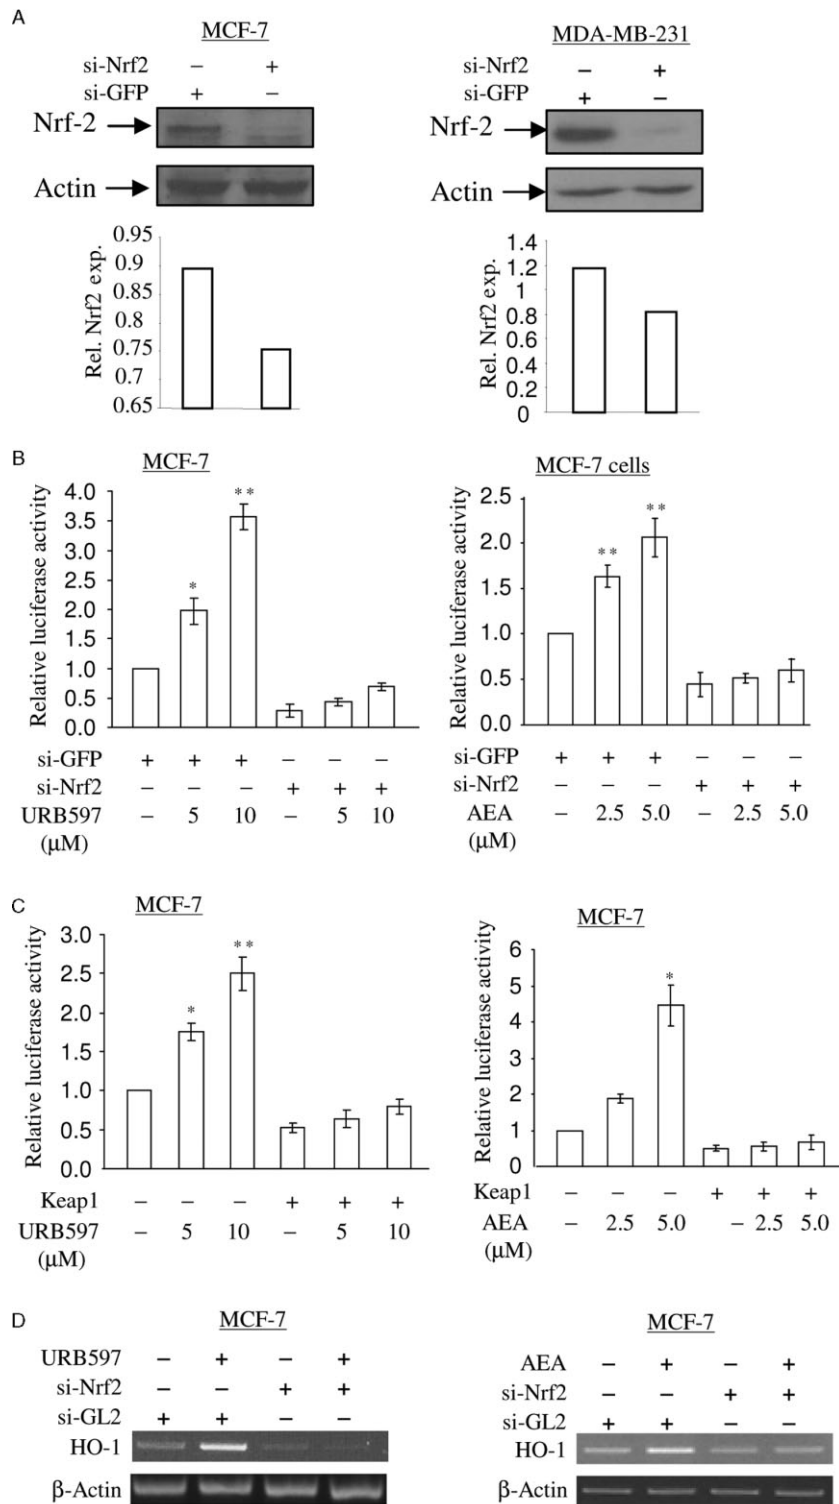 A
MCF-7
si-Nrf2 – +
si-GFP + –
Nrf-2
Actin
0.95
0.9
0.85
0.8
0.75
0.7
0.65
Rel. Nrf2 exp.
MDA-MB-231
si-Nrf2 – +
si-GFP + –
Nrf-2
Actin
1.4
1.2
1
0.8
0.6
0.4
0.2
0
Rel. Nrf2 exp.
B
MCF-7
Relative luciferase activity
4.0
3.5
3.0
2.5
2.0
1.5
1.0
0.5
0.0
*
**
si-GFP + + + – – –
si-Nrf2 – – – + + +
URB597 – 5 10 – 5 10
(μM)
MCF-7 cells
Relative luciferase activity
2.5
2.0
1.5
1.0
0.5
0.0
**
**
si-GFP + + + – – –
si-Nrf2 – – – + + +
AEA – 2.5 5.0 – 2.5 5.0
(μM)
C
MCF-7
Relative luciferase activity
3.0
2.5
2.0
1.5
1.0
0.5
0.0
*
**
Keap1 – – – + + +
URB597 – 5 10 – 5 10
(μM)
MCF-7
Relative luciferase activity
6
5
4
3
2
1
0
*
Keap1 – – – + + +
AEA – 2.5 5.0 – 2.5 5.0
(μM)
D
MCF-7
URB597 – + – +
si-Nrf2 – – + +
si-GL2 + + – –
HO-1
β-Actin
MCF-7
AEA – + – +
si-Nrf2 – – + +
si-GL2 + + – –
HO-1
β-Actin